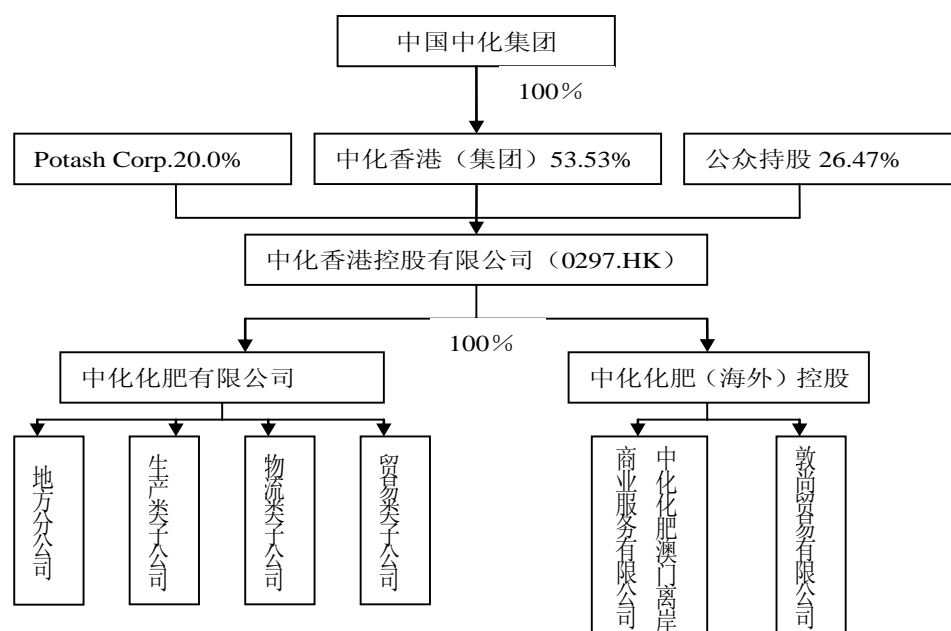 中国中化集团
100%
Potash Corp.20.0%
中化香港（集团）53.53%
公众持股 26.47%
中化香港控股有限公司（0297.HK）
100%
中化化肥有限公司
中化化肥（海外）控股
地方分公司
生产类子公司
物流类子公司
贸易类子公司
中化化肥澳门离岸
商业服务有限公司
敦尚贸易有限公司